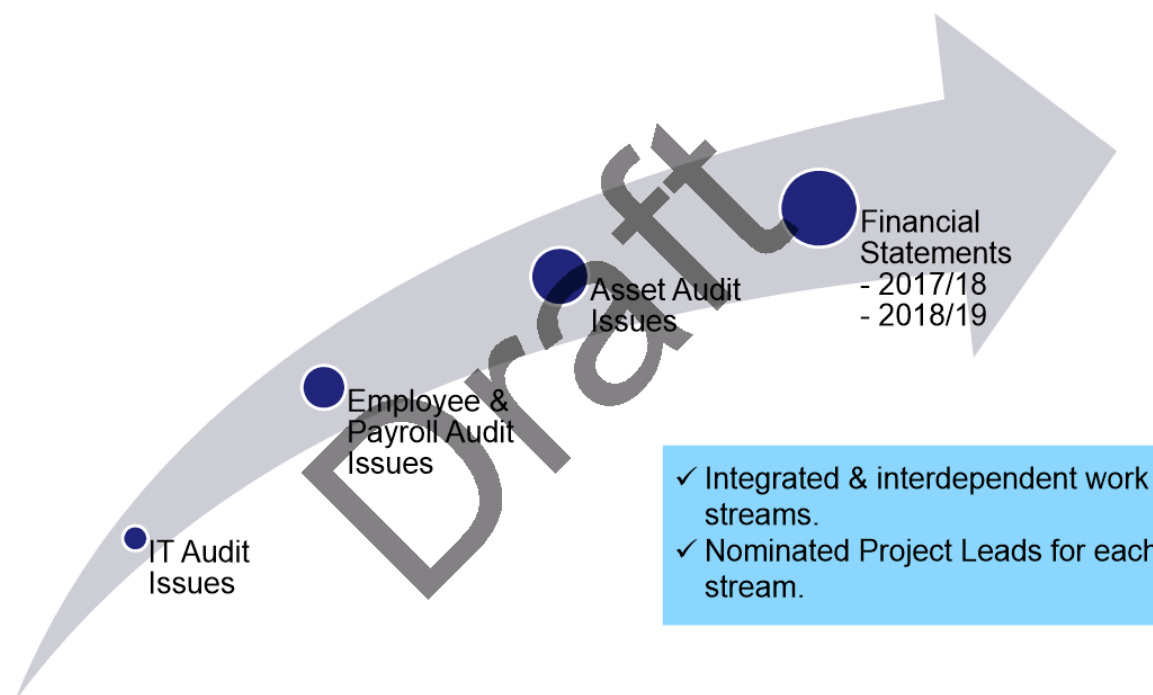 Financial
Statements
- 2017/18
- 2018/19
Asset Audit
Issues
Employee &
Payroll Audit
Issues
IT Audit
Issues
Draft
✓ Integrated & interdependent work
streams.
✓ Nominated Project Leads for each
stream.